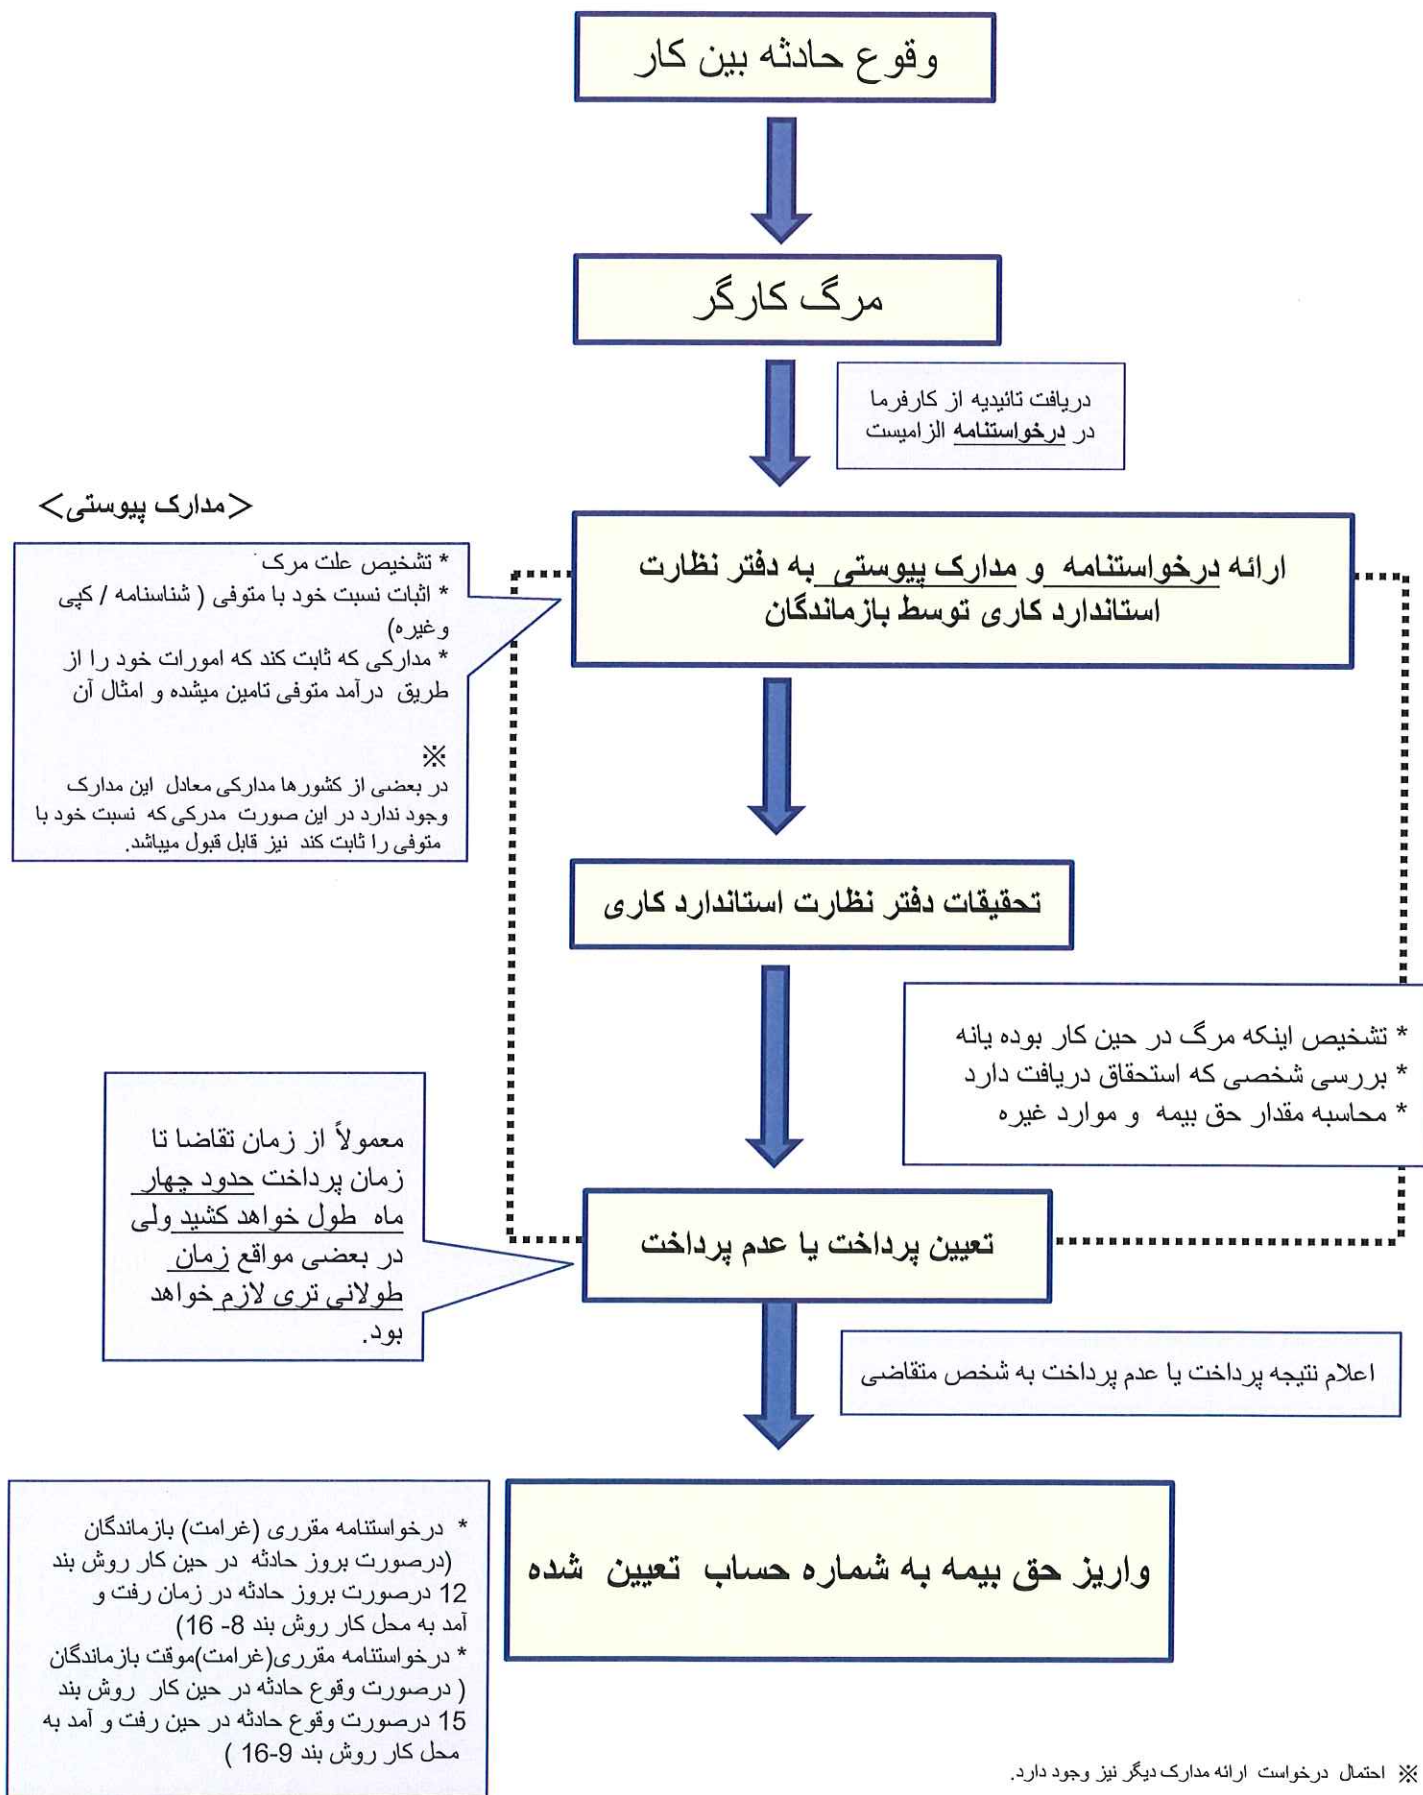 وقوع حادثه بین کار
مرگ کارگر
دریافت تائیدیه از کارفرما
در درخواستنامه الزامیست
<مدارک پیوستی>
ارائه درخواستنامه و مدارک پیوستی به دفتر نظارت
استاندارد کاری توسط بازماندگان
* تشخیص علت مرک
* اثبات نسبت خود با متوفی ( شناسنامه / کپی
وغیره)
* مدارکی که ثابت کند که امورات خود را از
طریق درآمد متوفی تامین میشده و امثال آن
※
در بعضی از کشورها مدارکی معادل این مدارک
وجود ندارد در این صورت مدرکی که نسبت خود با
متوفی را ثابت کند نیز قابل قبول میباشد.
تحقیقات دفتر نظارت استاندارد کاری
* تشخیص اینکه مرگ در حین کار بوده یانه
* بررسی شخصی که استحقاق دریافت دارد
* محاسبه مقدار حق بیمه و موارد غیره
معمولاً از زمان تقاضا تا
زمان پرداخت حدود چهار
ماه طول خواهد کشید ولی
در بعضی مواقع زمان
طولانی تری لازم خواهد
بود.
تعیین پرداخت یا عدم پرداخت
اعلام نتیجه پرداخت یا عدم پرداخت به شخص متقاضی
واریز حق بیمه به شماره حساب تعیین شده
* درخواستنامه مقرری (غرامت) بازماندگان
(درصورت بروز حادثه در حین کار روش بند
12 درصورت بروز حادثه در زمان رفت و
آمد به محل کار روش بند 8- 16)
* درخواستنامه مقرری(غرامت)موقت بازماندگان
( درصورت وقوع حادثه در حین کار روش بند
15 درصورت وقوع حادثه در حین رفت و آمد به
محل کار روش بند 9-16 )
※ احتمال درخواست ارائه مدارک دیگر نیز وجود دارد.